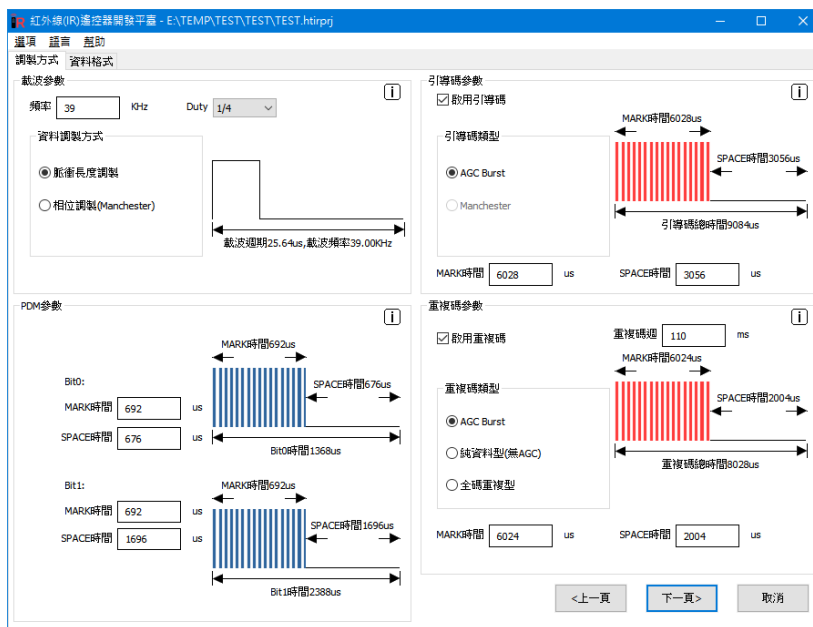 紅外線(IR)遙控器開發平臺 - E:\TEMP\TEST\TEST\TEST.htirprj
選項 語言 幫助
調製方式 資料格式
載波參數
頻率 39 KHz Duty 1/4
資料調製方式
脈衝長度調製
相位調製(Manchester)
載波週期25.64us,載波頻率39.00KHz
引導碼參數
啟用引導碼
MARK時間6028us
引導碼類型
SPACE時間3056us
AGC Burst
Manchester
引導碼總時間9084us
MARK時間 6028 us SPACE時間 3056 us
PDM參數
MARK時間692us
Bit0:
SPACE時間676us
MARK時間 692 us
SPACE時間 676 us
Bit0時間1368us
Bit1:
MARK時間692us
MARK時間 692 us
SPACE時間1696us
SPACE時間 1696 us
Bit1時間2388us
重複碼參數
啟用重複碼
重複碼週 110 ms
MARK時間6024us
重複碼類型
SPACE時間2004us
AGC Burst
純資料型(無AGC)
重複碼總時間8028us
全碼重複型
MARK時間 6024 us SPACE時間 2004 us
<上一頁 下一頁> 取消